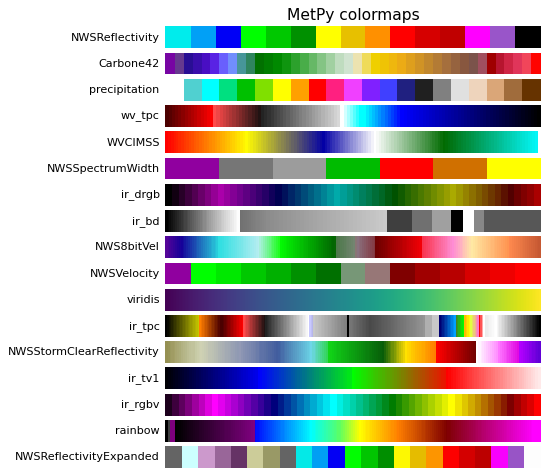 MetPy colormaps
NWSReflectivity
Carbone42
precipitation
wv_tpc
WVCIMSS
NWSSpectrumWidth
ir_drgb
ir_bd
NWS8bitVel
NWSVelocity
viridis
ir_tpc
NWSStormClearReflectivity
ir_tv1
ir_rgbv
rainbow
NWSReflectivityExpanded